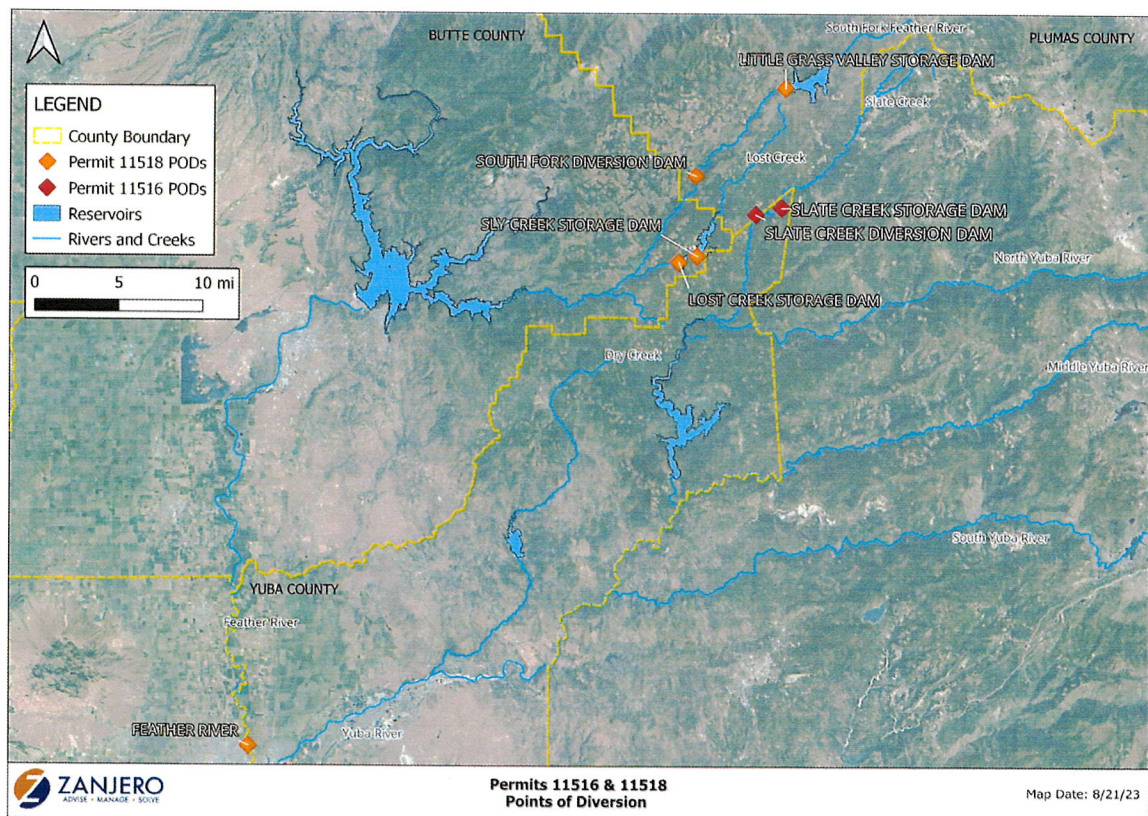 BUTTE COUNTY
South Fork Feather River
PLUMAS COUNTY
LITTLE GRASS VALLEY STORAGE DAM
Slate Creek
LEGEND
County Boundary
Permit 11518 PODs
Permit 11516 PODs
Reservoirs
Rivers and Creeks
0 5 10 mi
SOUTH FORK DIVERSION DAM
Lost Creek
SLY CREEK STORAGE DAM
SLATE CREEK STORAGE DAM
SLATE CREEK DIVERSION DAM
North Yuba River
LOST CREEK STORAGE DAM
Dry Creek
Middle Yuba River
South Yuba River
YUBA COUNTY
Feather River
FEATHER RIVER
Yuba River
ZANJERO
ADVISE • MANAGE • SOLVE
Permits 11516 & 11518
Points of Diversion
Map Date: 8/21/23